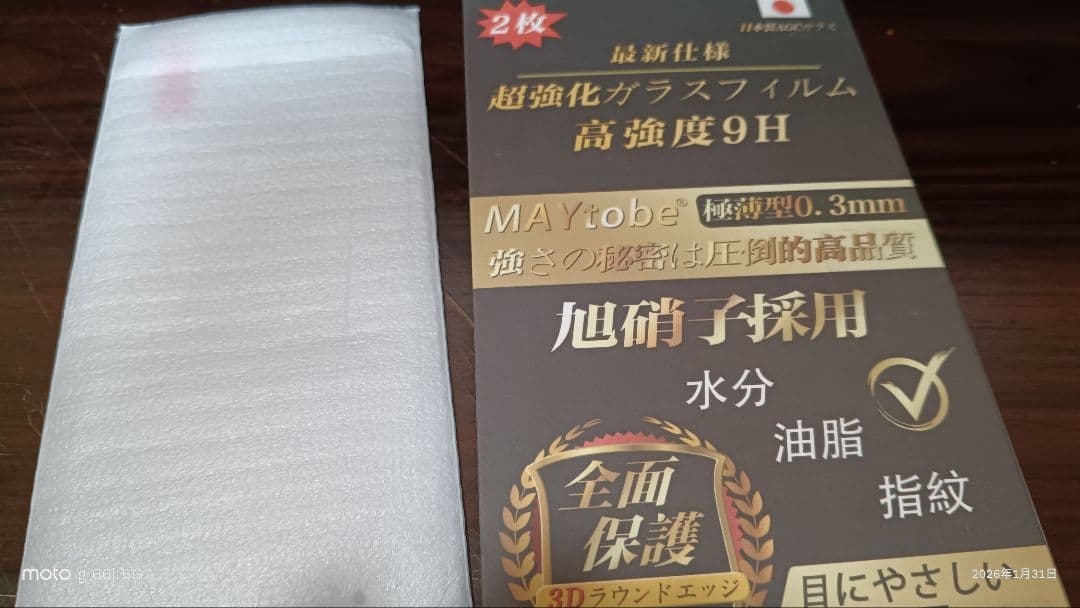 2枚
日本製AGCガラス
最新仕様
超強化ガラスフィルム
高強度9H
MAYtobe® 極薄型0.3mm
強さの秘密は圧倒的高品質
旭硝子採用
水分
油脂
指紋
全面
保護
3Dラウンドエッジ
目にやさしい
moto g 66j 5G
2026年1月31日